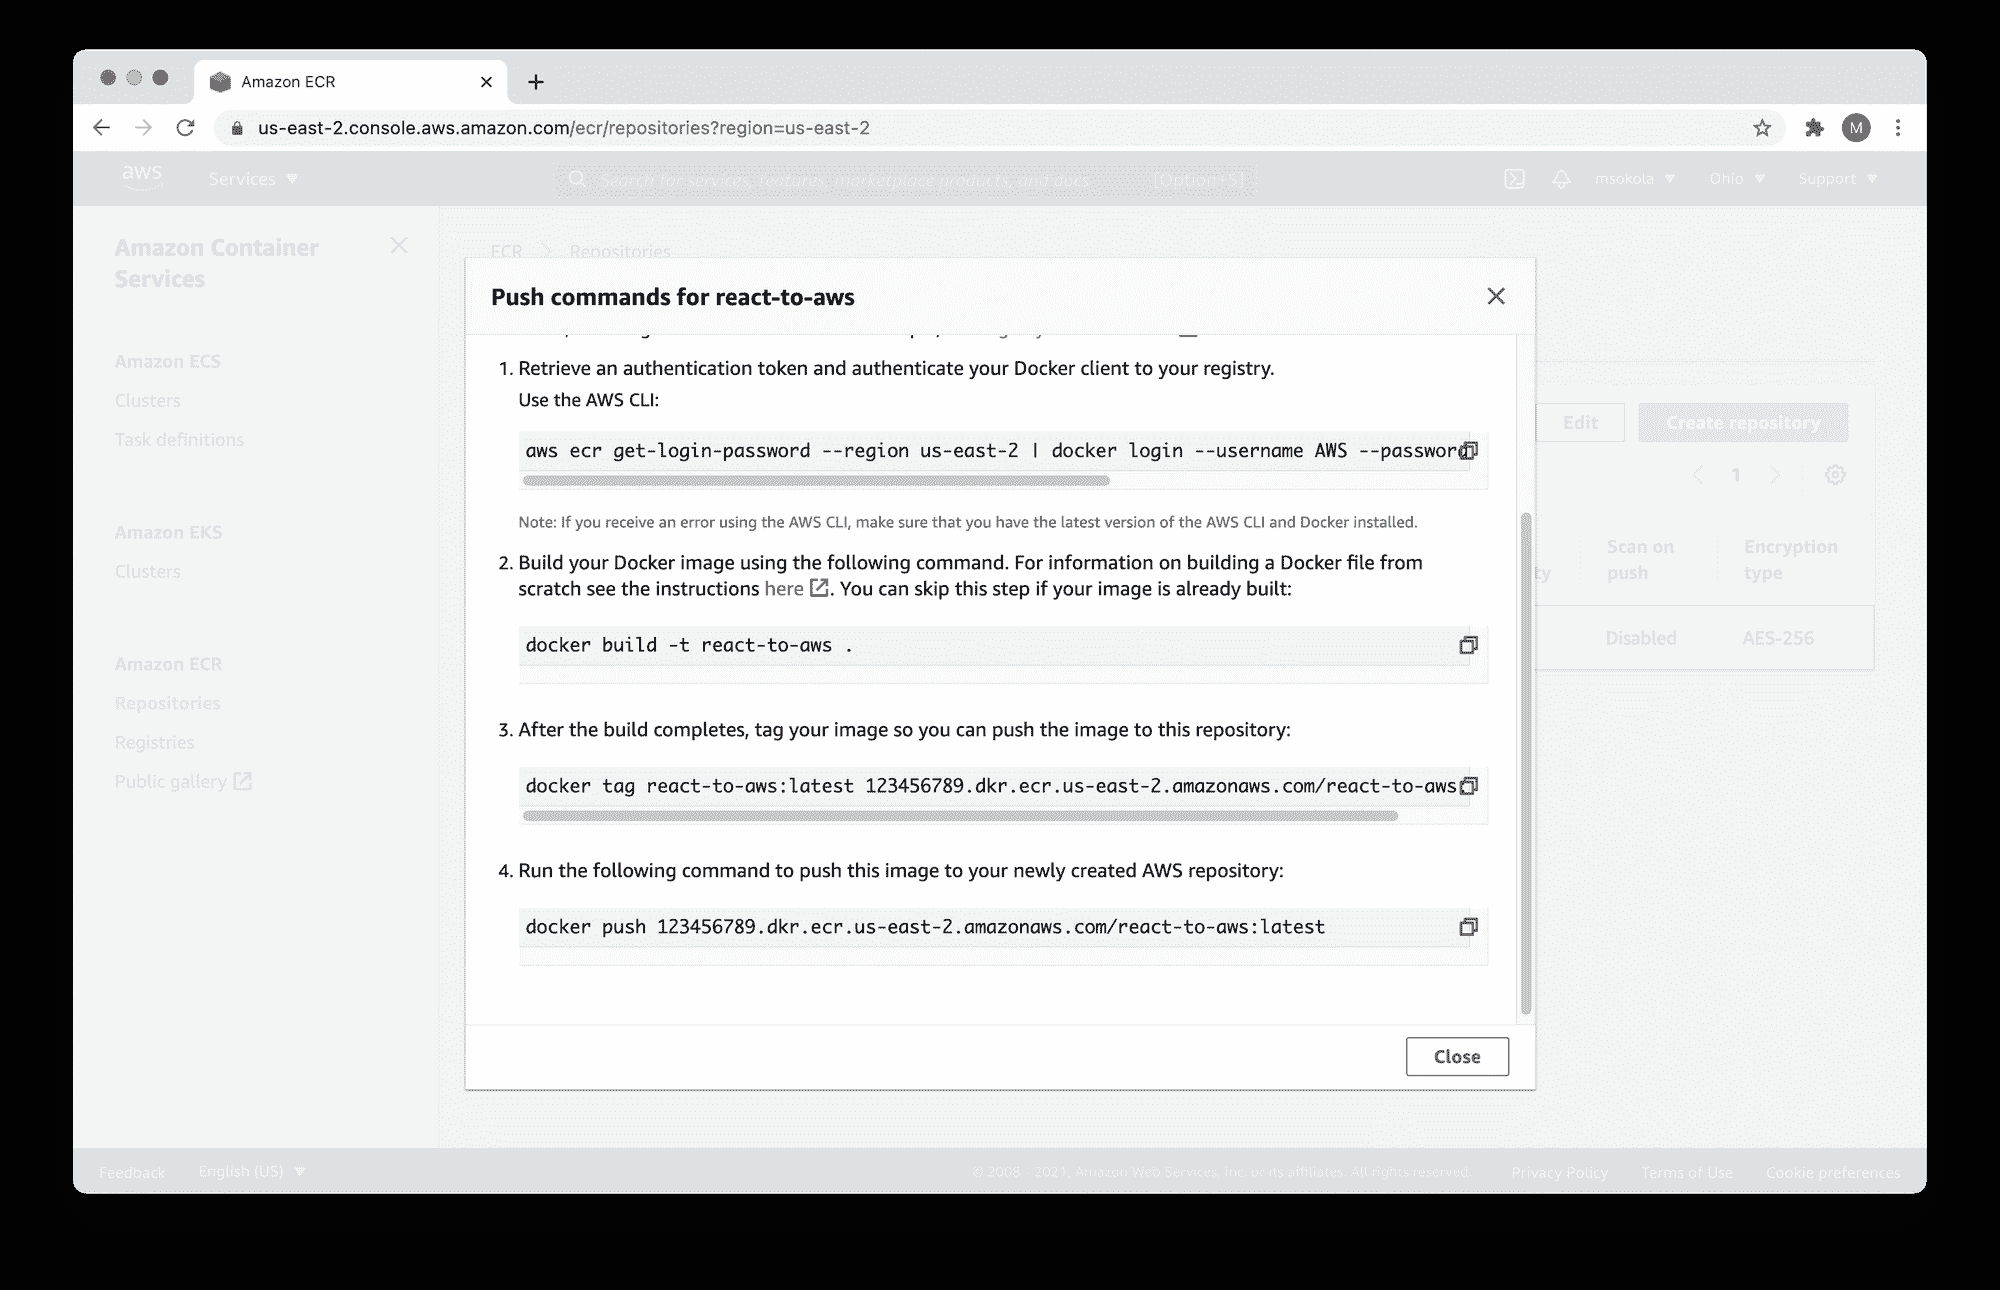 Amazon ECR
us-east-2.console.aws.amazon.com/ecr/repositories?region=us-east-2
M
aws
Services
Search for services, features, marketplace products, and docs
[Option+S]
msokola
Ohio
Support
Amazon Container
Services
ECR
Repositories
Amazon ECS
Clusters
Task definitions
Amazon EKS
Clusters
Amazon ECR
Repositories
Registries
Public gallery
Push commands for react-to-aws
1. Retrieve an authentication token and authenticate your Docker client to your registry.
Use the AWS CLI:
aws ecr get-login-password --region us-east-2 | docker login --username AWS --password
Note: If you receive an error using the AWS CLI, make sure that you have the latest version of the AWS CLI and Docker installed.
2. Build your Docker image using the following command. For information on building a Docker file from
scratch see the instructions here. You can skip this step if your image is already built:
docker build -t react-to-aws .
3. After the build completes, tag your image so you can push the image to this repository:
docker tag react-to-aws:latest 123456789.dkr.ecr.us-east-2.amazonaws.com/react-to-aws
4. Run the following command to push this image to your newly created AWS repository:
docker push 123456789.dkr.ecr.us-east-2.amazonaws.com/react-to-aws:latest
Close
Edit
Create repository
1
ty
Scan on
push
Encryption
type
Disabled
AES-256
Feedback
English (US)
© 2008 - 2021, Amazon Web Services, Inc. or its affiliates. All rights reserved.
Privacy Policy
Terms of Use
Cookie preferences